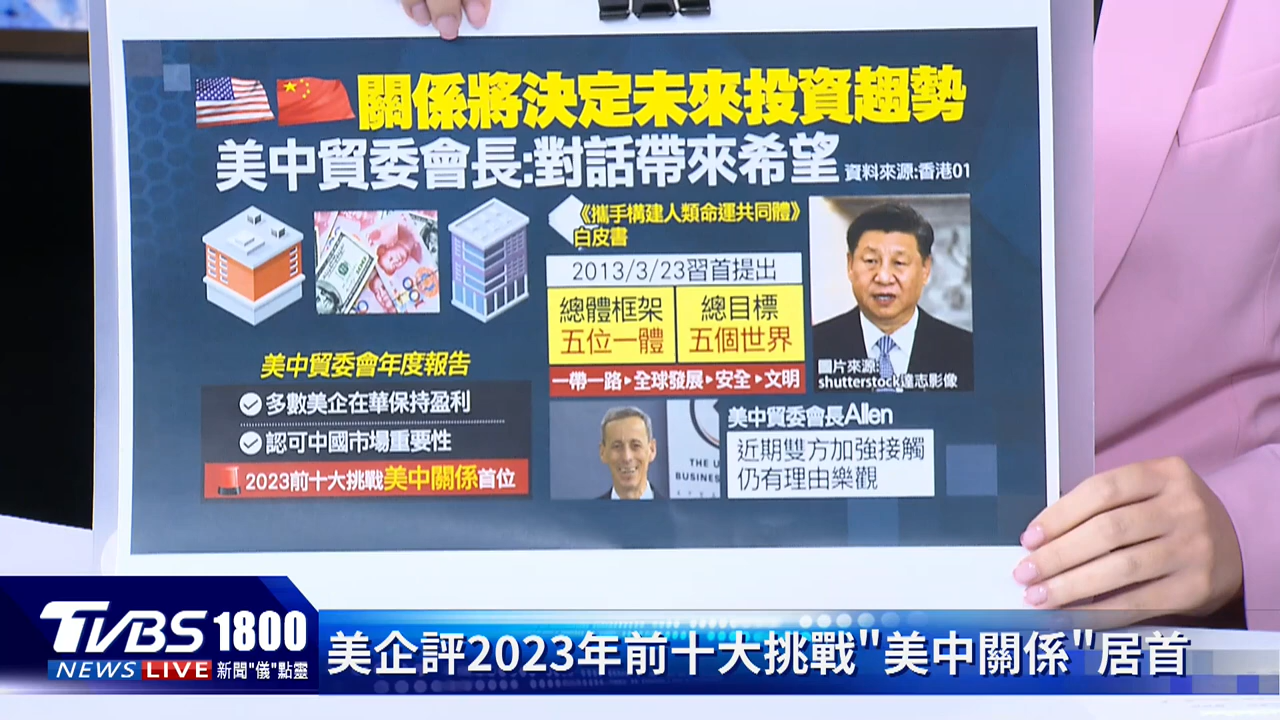 關係將決定未來投資趨勢
美中貿委會長:對話帶來希望 資料來源:香港01
《攜手構建人類命運共同體》
白皮書
2013/3/23習首提出
總體框架
五位一體
總目標
五個世界
一帶一路▸全球發展▸安全▸文明
圖片來源:
shutterstock達志影像
美中貿委會年度報告
多數美企在華保持盈利
認可中國市場重要性
2023前十大挑戰美中關係首位
THE U
BUSINES
美中貿委會長Allen
近期雙方加強接觸
仍有理由樂觀
TVBS 1800
NEWS LIVE 新聞"儀"點靈
美企評2023年前十大挑戰"美中關係"居首